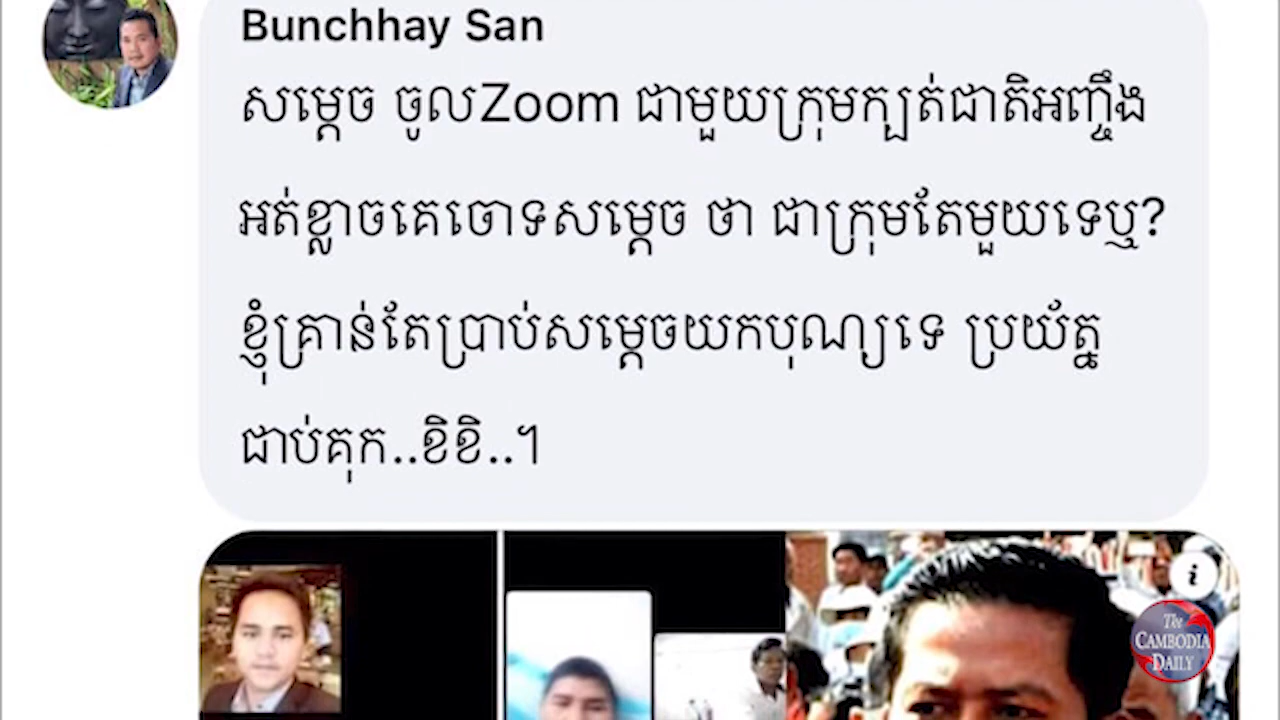 Bunchhay San
សម្ដេច ចូលZoom ជាមួយក្រុមក្បត់ជាតិអញ្ចឹង
អត់ខ្លាចគេចោទសម្ដេច ថា ជាក្រុមតែមួយទេឬ?
ខ្ញុំគ្រាន់តែប្រាប់សម្ដេចយកបុណ្យទេ ប្រយ័ត្ន
ជាប់គុក..ខិខិ..ៗ
i
The
CAMBODIA
DAILY